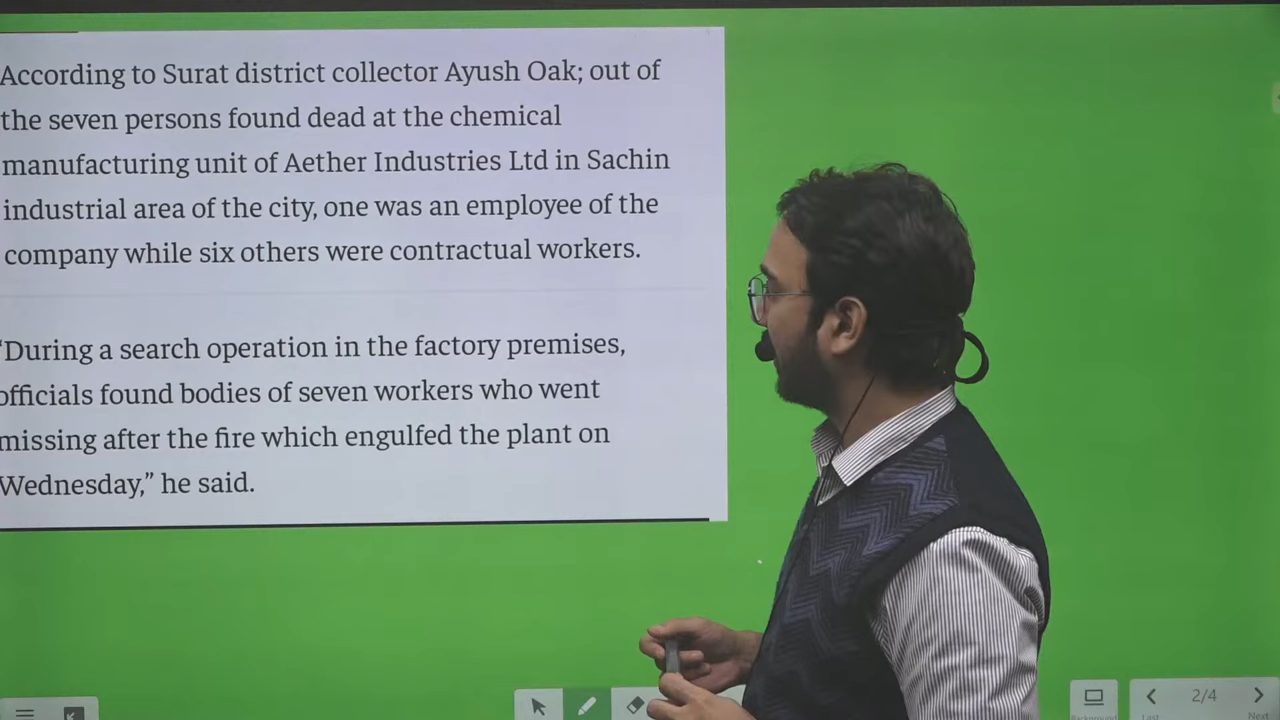 According to Surat district collector Ayush Oak; out of
the seven persons found dead at the chemical
manufacturing unit of Aether Industries Ltd in Sachin
industrial area of the city, one was an employee of the
company while six others were contractual workers.
“During a search operation in the factory premises,
officials found bodies of seven workers who went
missing after the fire which engulfed the plant on
Wednesday,” he said.
2/4
Background
Last
Next